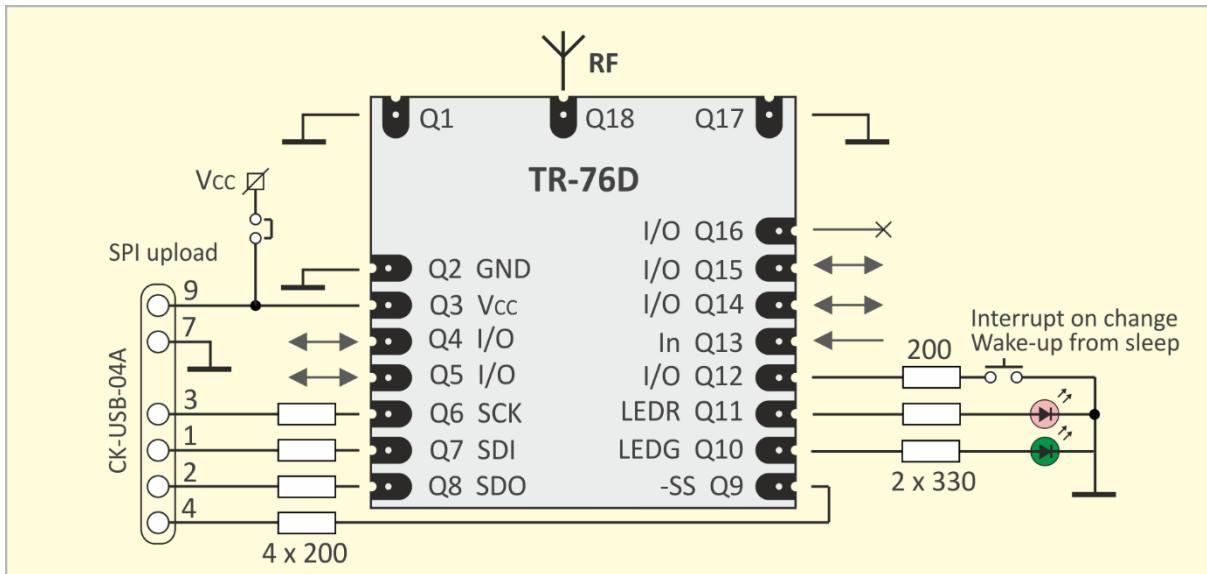 RF
Q1
Q18
Q17
TR-76D
Vcc
SPI upload
CK-USB-04A
9
7
3
1
2
4
4 x 200
Q2 GND
Q3 Vcc
Q4 I/O
Q5 I/O
Q6 SCK
Q7 SDI
Q8 SDO
I/O Q16
I/O Q15
I/O Q14
In Q13
I/O Q12
LEDR Q11
LEDG Q10
-SS Q9
Interrupt on change
Wake-up from sleep
200
2 x 330